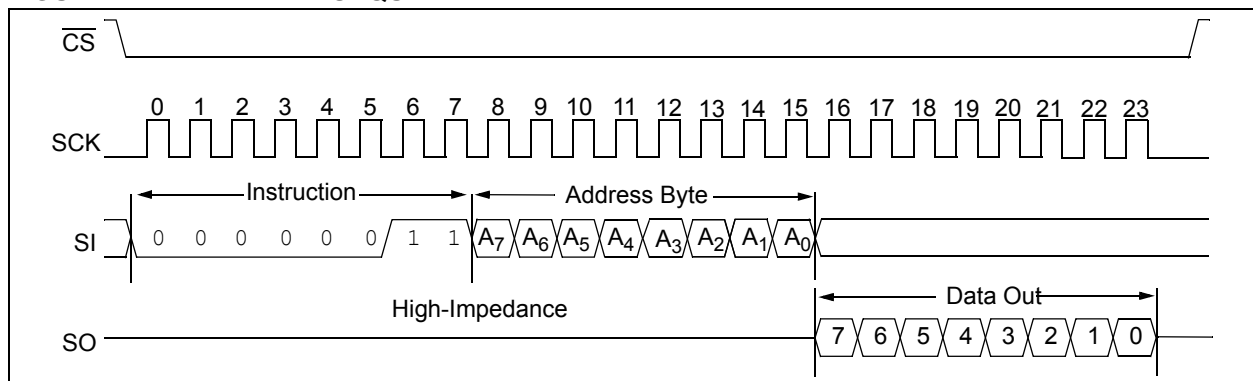 CS
0 1 2 3 4 5 6 7 8 9 10 11 12 13 14 15 16 17 18 19 20 21 22 23
SCK
Instruction Address Byte
SI 0 0 0 0 0 0 1 1 A7 A6 A5 A4 A3 A2 A1 A0
High-Impedance Data Out
SO 7 6 5 4 3 2 1 0